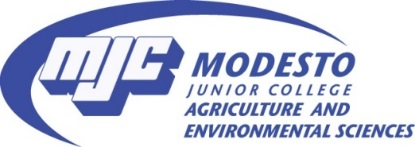 MJC MODESTO
JUNIOR COLLEGE
AGRICULTURE AND
ENVIRONMENTAL SCIENCES